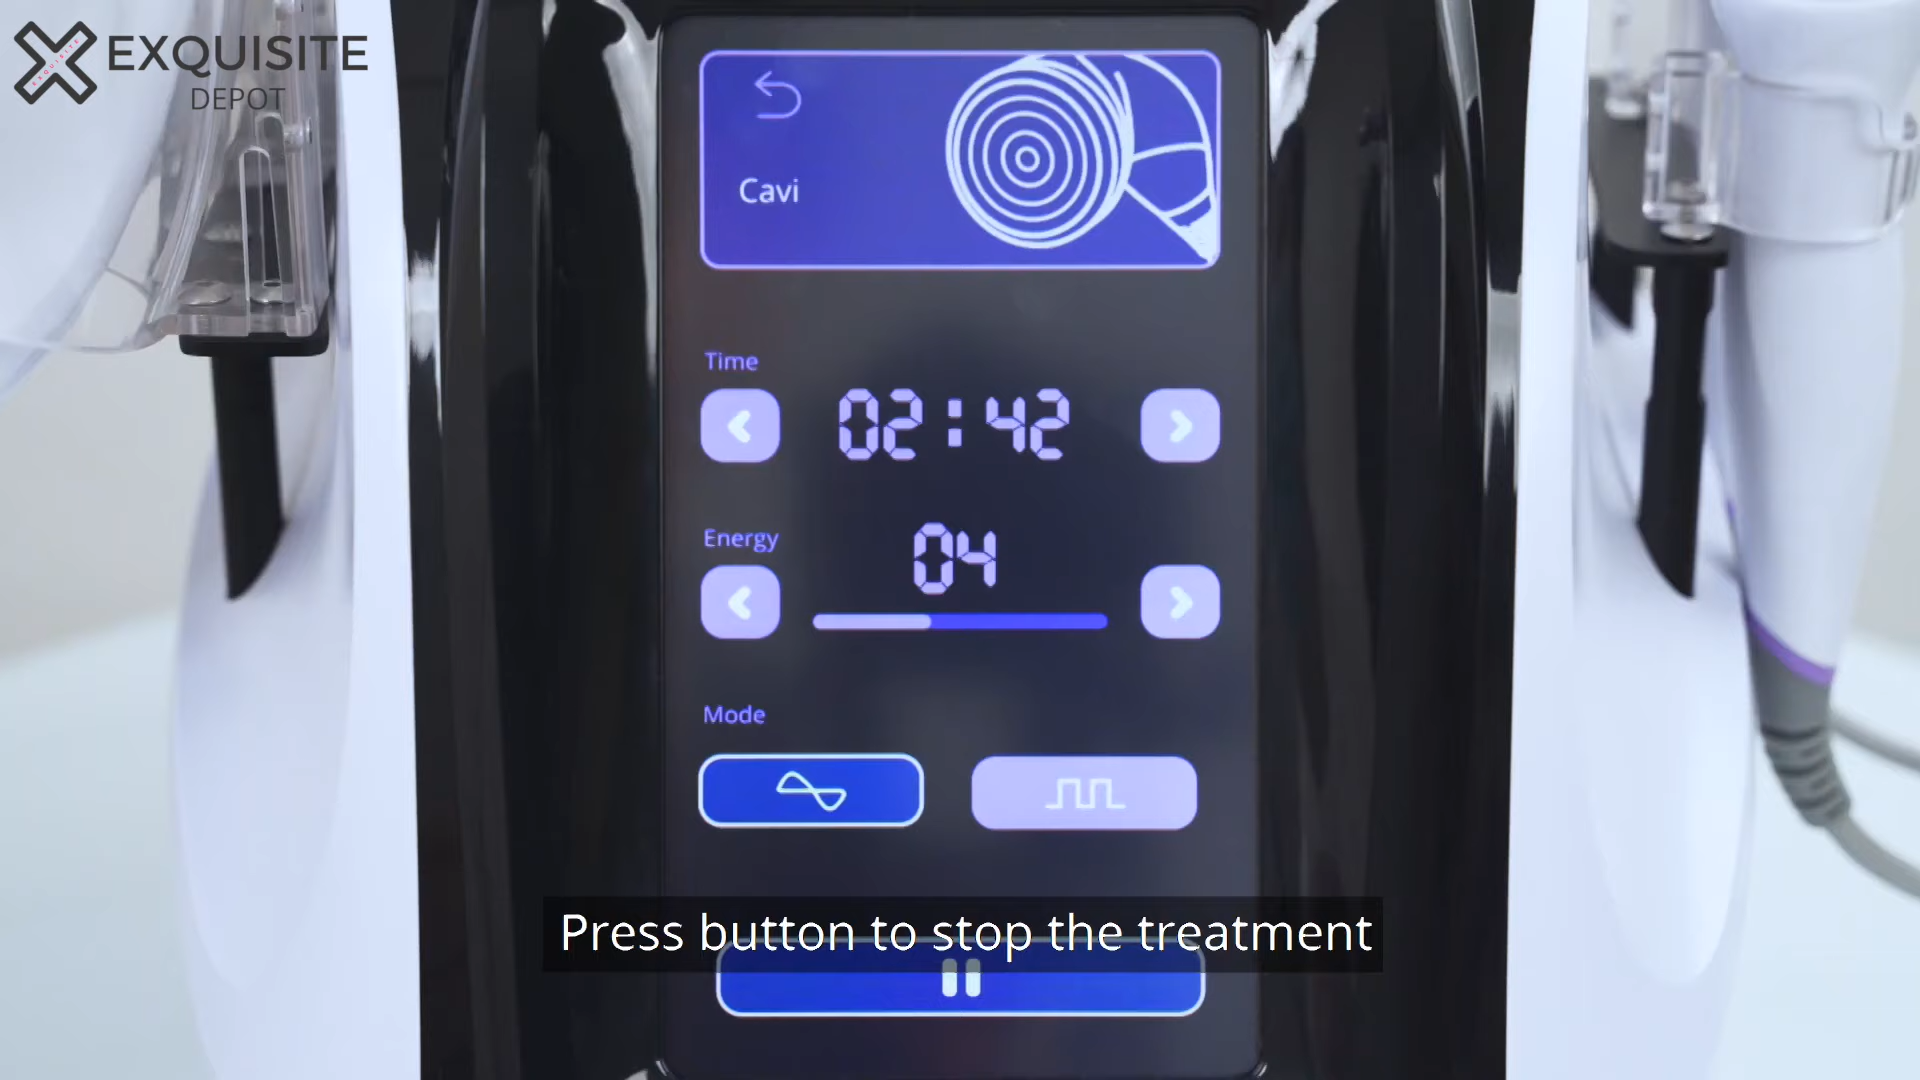 EXQUISITE
DEPOT
Cavi
Time
02:42
Energy
04
Mode
Press button to stop the treatment